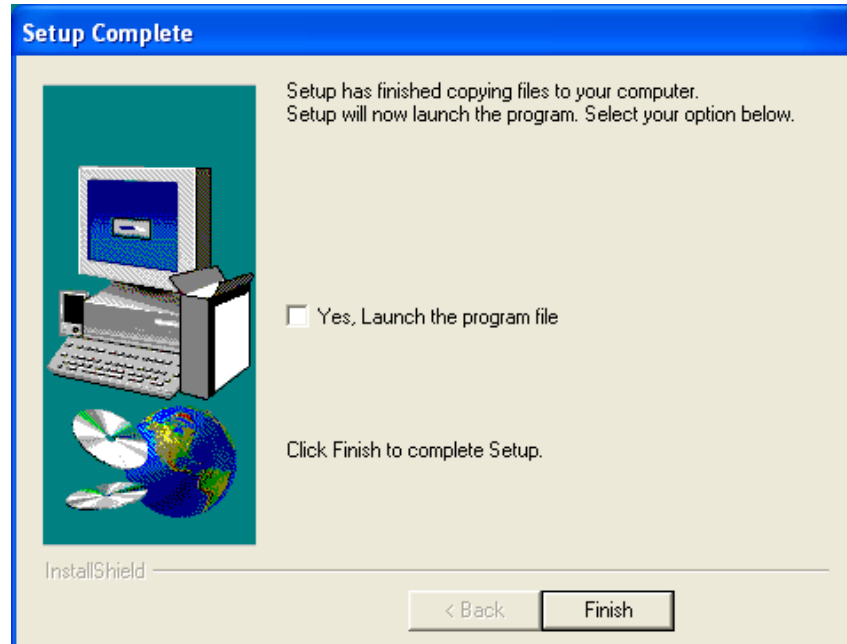 Setup Complete
Setup has finished copying files to your computer.
Setup will now launch the program. Select your option below.
Yes, Launch the program file
Click Finish to complete Setup.
InstallShield
< Back
Finish